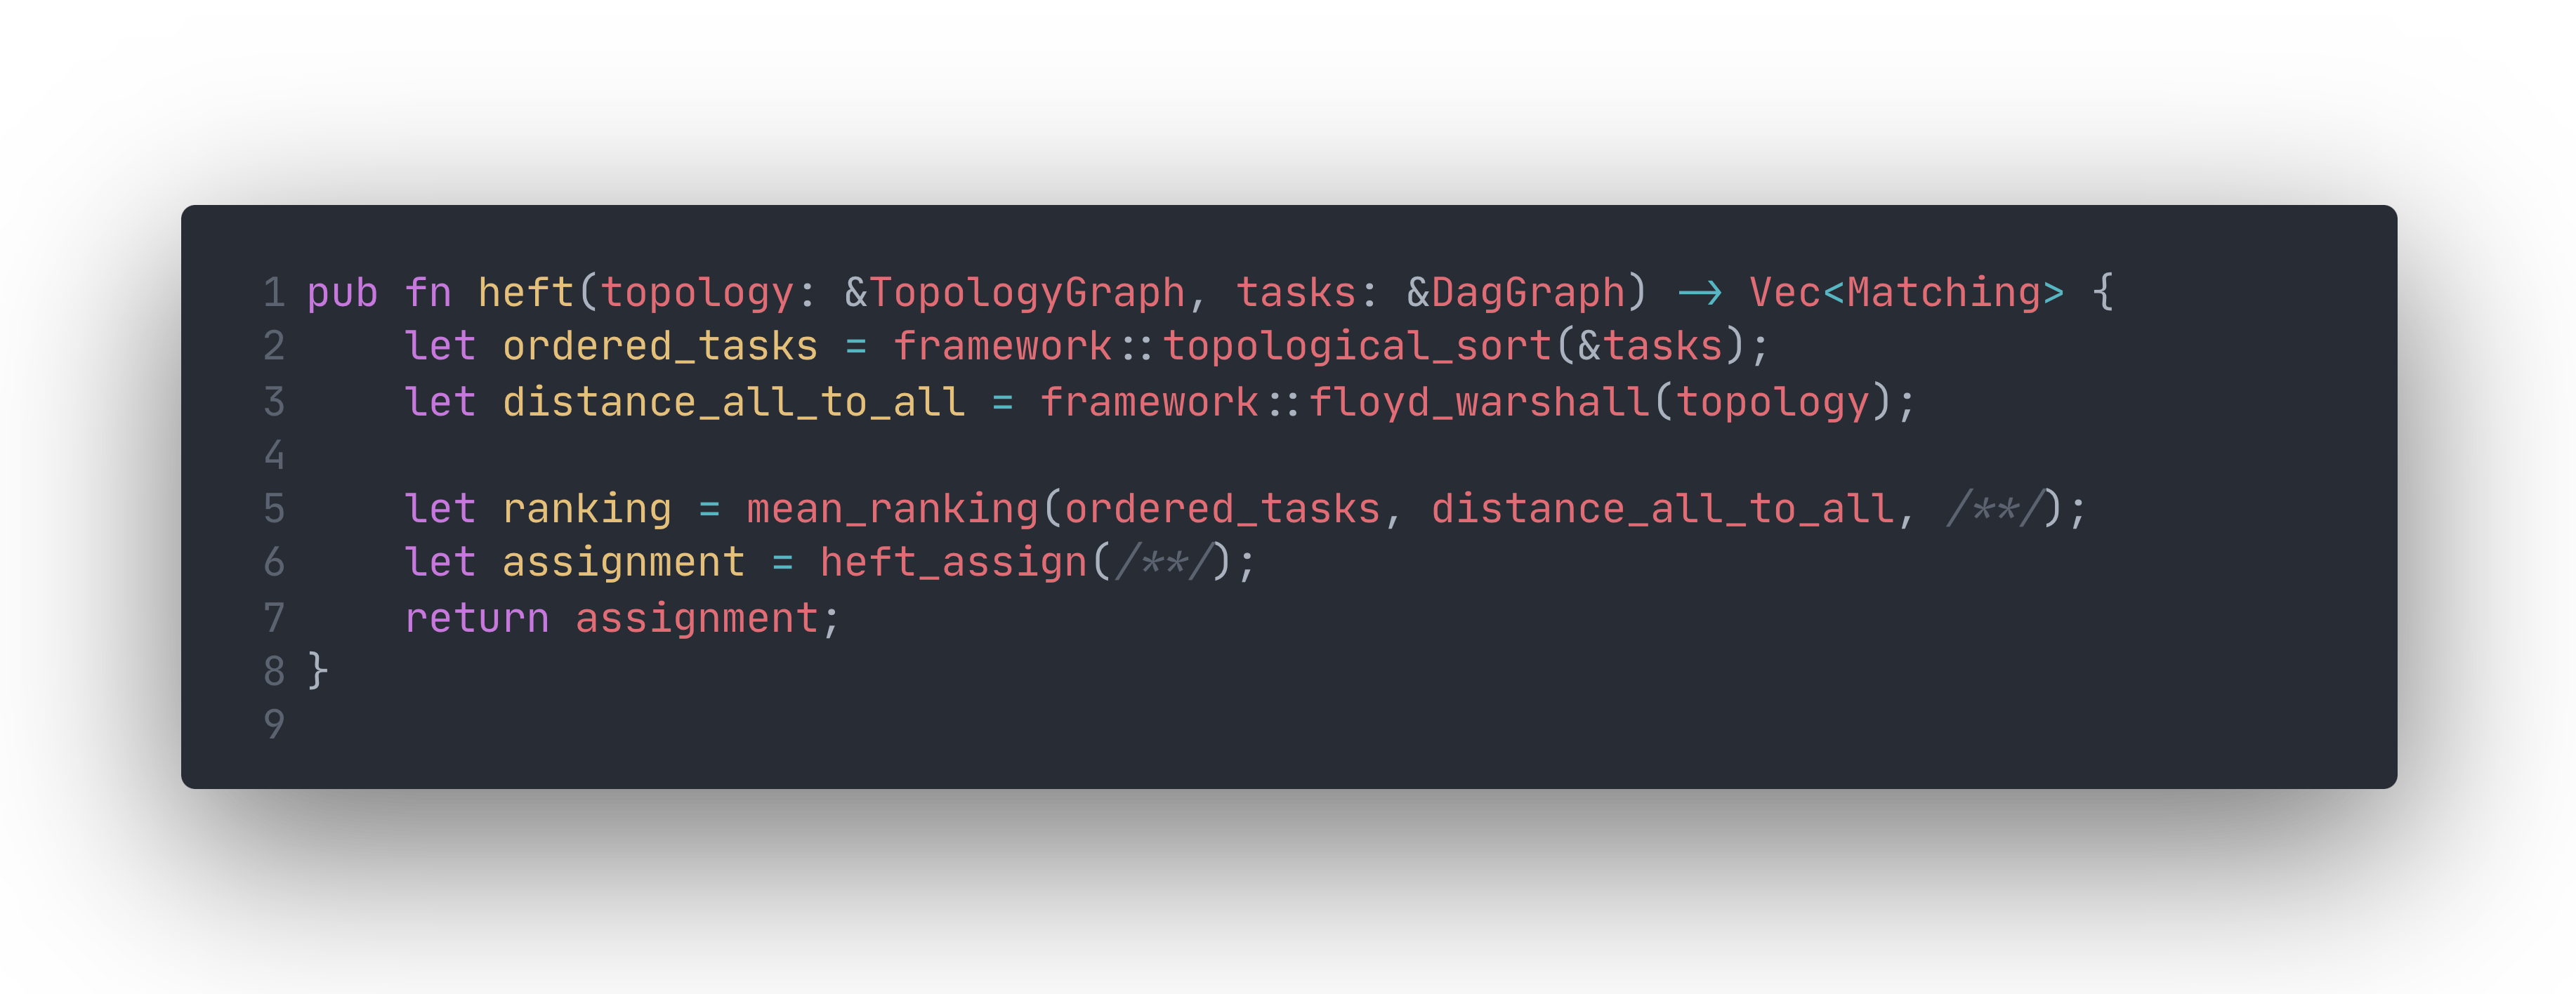 1 pub fn heft(topology: &TopologyGraph, tasks: &DagGraph) -> Vec<Matching> {
2     let ordered_tasks = framework::topological_sort(&tasks);
3     let distance_all_to_all = framework::floyd_warshall(topology);
4
5     let ranking = mean_ranking(ordered_tasks, distance_all_to_all, /**/);
6     let assignment = heft_assign(/**/);
7     return assignment;
8 }
9